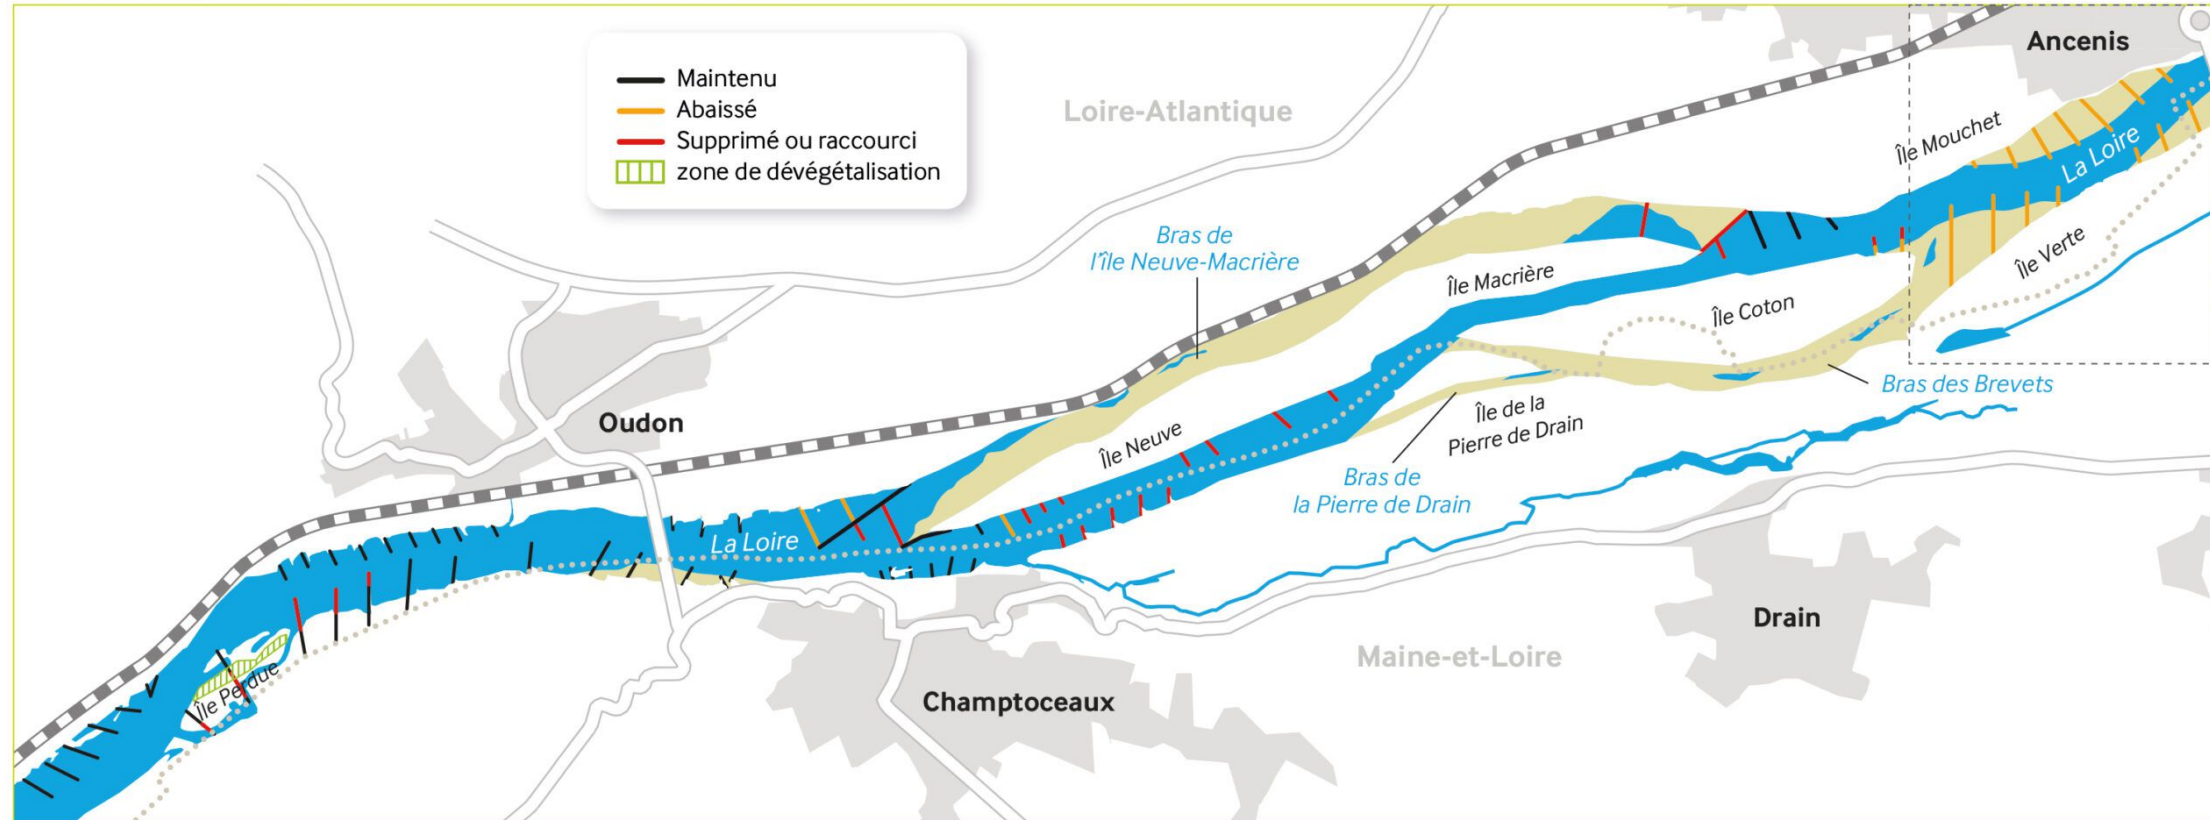 Maintenu
Abaissé
Supprimé ou raccourci
zone de dévégétalisation
Loire-Atlantique
Ancenis
Île Mouchet
La Loire
Île Verte
Bras de
l'île Neuve-Macrière
Île Macrière
Île Coton
Bras des Brevets
Île de la
Pierre de Drain
Île Neuve
Bras de
la Pierre de Drain
Oudon
La Loire
Île Perdue
Champtoceaux
Maine-et-Loire
Drain